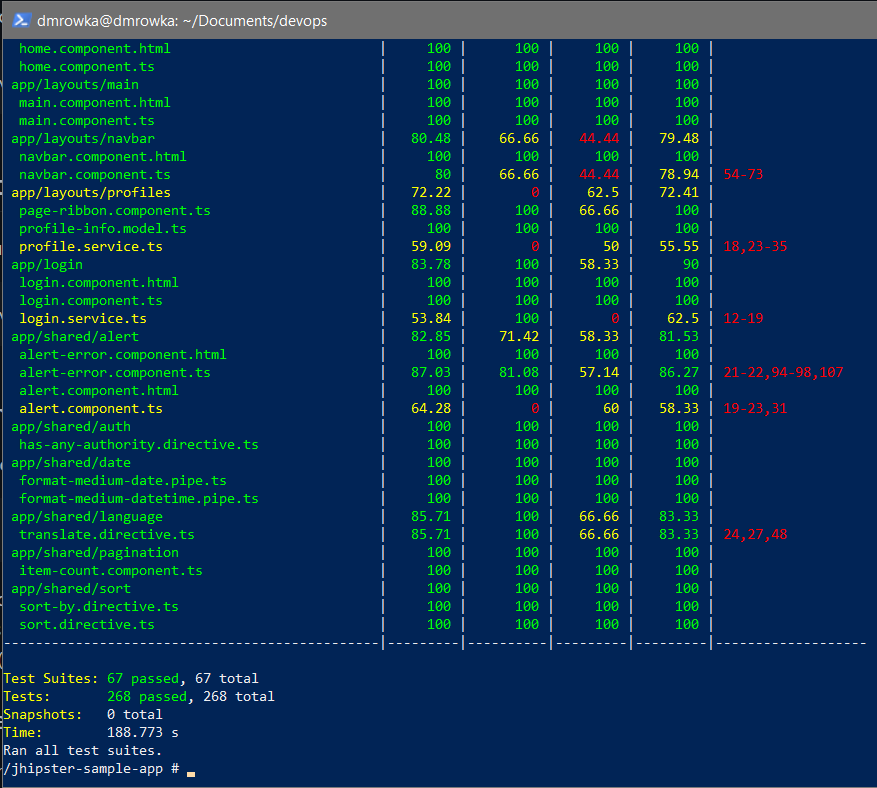 dmrowka@dmrowka: ~/Documents/devops
home.component.html | 100 | 100 | 100 | 100 |
home.component.ts | 100 | 100 | 100 | 100 |
app/layouts/main | 100 | 100 | 100 | 100 |
main.component.html | 100 | 100 | 100 | 100 |
main.component.ts | 100 | 100 | 100 | 100 |
app/layouts/navbar | 80.48 | 66.66 | 44.44 | 79.48 |
navbar.component.html | 100 | 100 | 100 | 100 |
navbar.component.ts | 80 | 66.66 | 44.44 | 78.94 | 54-73
app/layouts/profiles | 72.22 | 0 | 62.5 | 72.41 |
page-ribbon.component.ts | 88.88 | 100 | 66.66 | 100 |
profile-info.model.ts | 100 | 100 | 100 | 100 |
profile.service.ts | 59.09 | 0 | 50 | 55.55 | 18,23-35
app/login | 83.78 | 100 | 58.33 | 90 |
login.component.html | 100 | 100 | 100 | 100 |
login.component.ts | 100 | 100 | 100 | 100 |
login.service.ts | 53.84 | 100 | 0 | 62.5 | 12-19
app/shared/alert | 82.85 | 71.42 | 58.33 | 81.53 |
alert-error.component.html | 100 | 100 | 100 | 100 |
alert-error.component.ts | 87.03 | 81.08 | 57.14 | 86.27 | 21-22,94-98,107
alert.component.html | 100 | 100 | 100 | 100 |
alert.component.ts | 64.28 | 0 | 60 | 58.33 | 19-23,31
app/shared/auth | 100 | 100 | 100 | 100 |
has-any-authority.directive.ts | 100 | 100 | 100 | 100 |
app/shared/date | 100 | 100 | 100 | 100 |
format-medium-date.pipe.ts | 100 | 100 | 100 | 100 |
format-medium-datetime.pipe.ts | 100 | 100 | 100 | 100 |
app/shared/language | 85.71 | 100 | 66.66 | 83.33 |
translate.directive.ts | 85.71 | 100 | 66.66 | 83.33 | 24,27,48
app/shared/pagination | 100 | 100 | 100 | 100 |
item-count.component.ts | 100 | 100 | 100 | 100 |
app/shared/sort | 100 | 100 | 100 | 100 |
sort-by.directive.ts | 100 | 100 | 100 | 100 |
sort.directive.ts | 100 | 100 | 100 | 100 |
-----------------------------------------------|---------|----------|---------|---------|-------------------
Test Suites: 67 passed, 67 total
Tests: 268 passed, 268 total
Snapshots: 0 total
Time: 188.773 s
Ran all test suites.
/jhipster-sample-app #